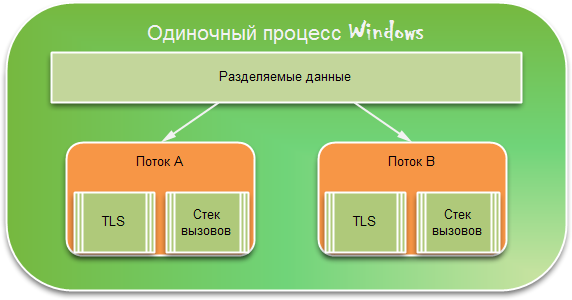 Одиночный процесс Windows
Разделяемые данные
Поток A
TLS
Стек
вызовов
Поток B
TLS
Стек
вызовов